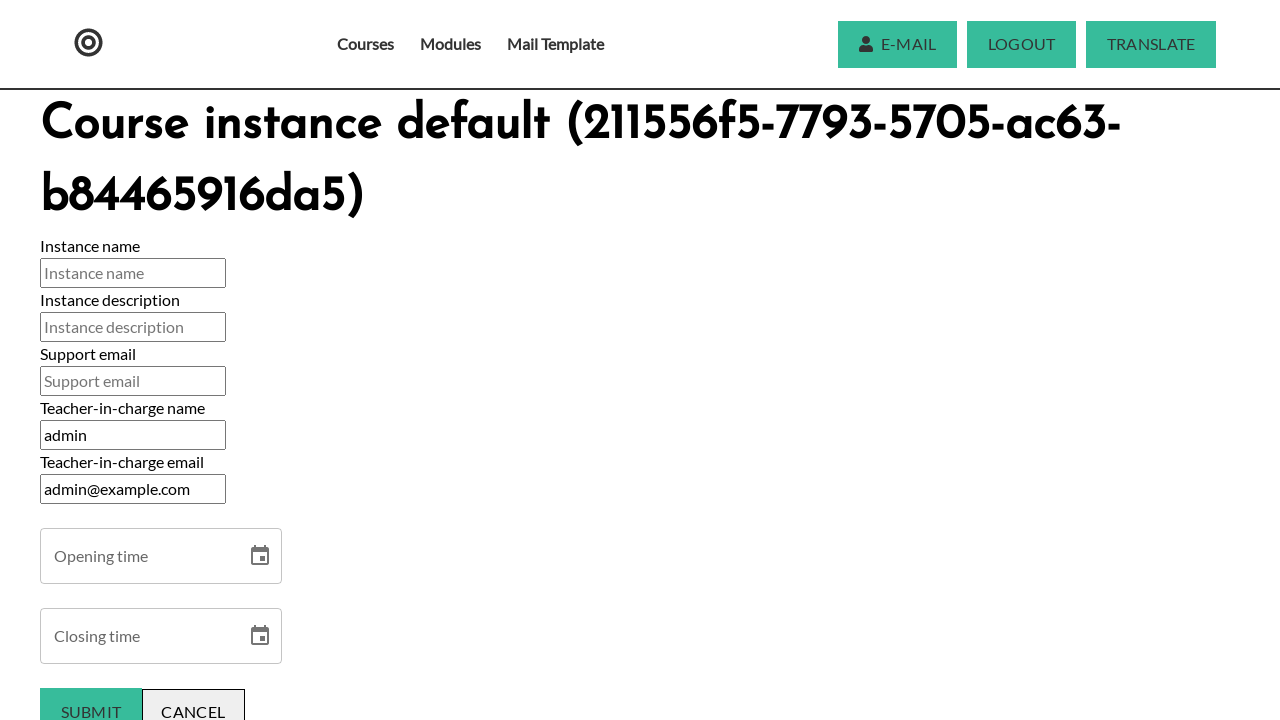 Courses Modules Mail Template E-MAIL LOGOUT TRANSLATE
Course instance default (211556f5-7793-5705-ac63-
b84465916da5)
Instance name
Instance name
Instance description
Instance description
Support email
Support email
Teacher-in-charge name
admin
Teacher-in-charge email
admin@example.com
Opening time
Closing time
SUBMIT CANCEL